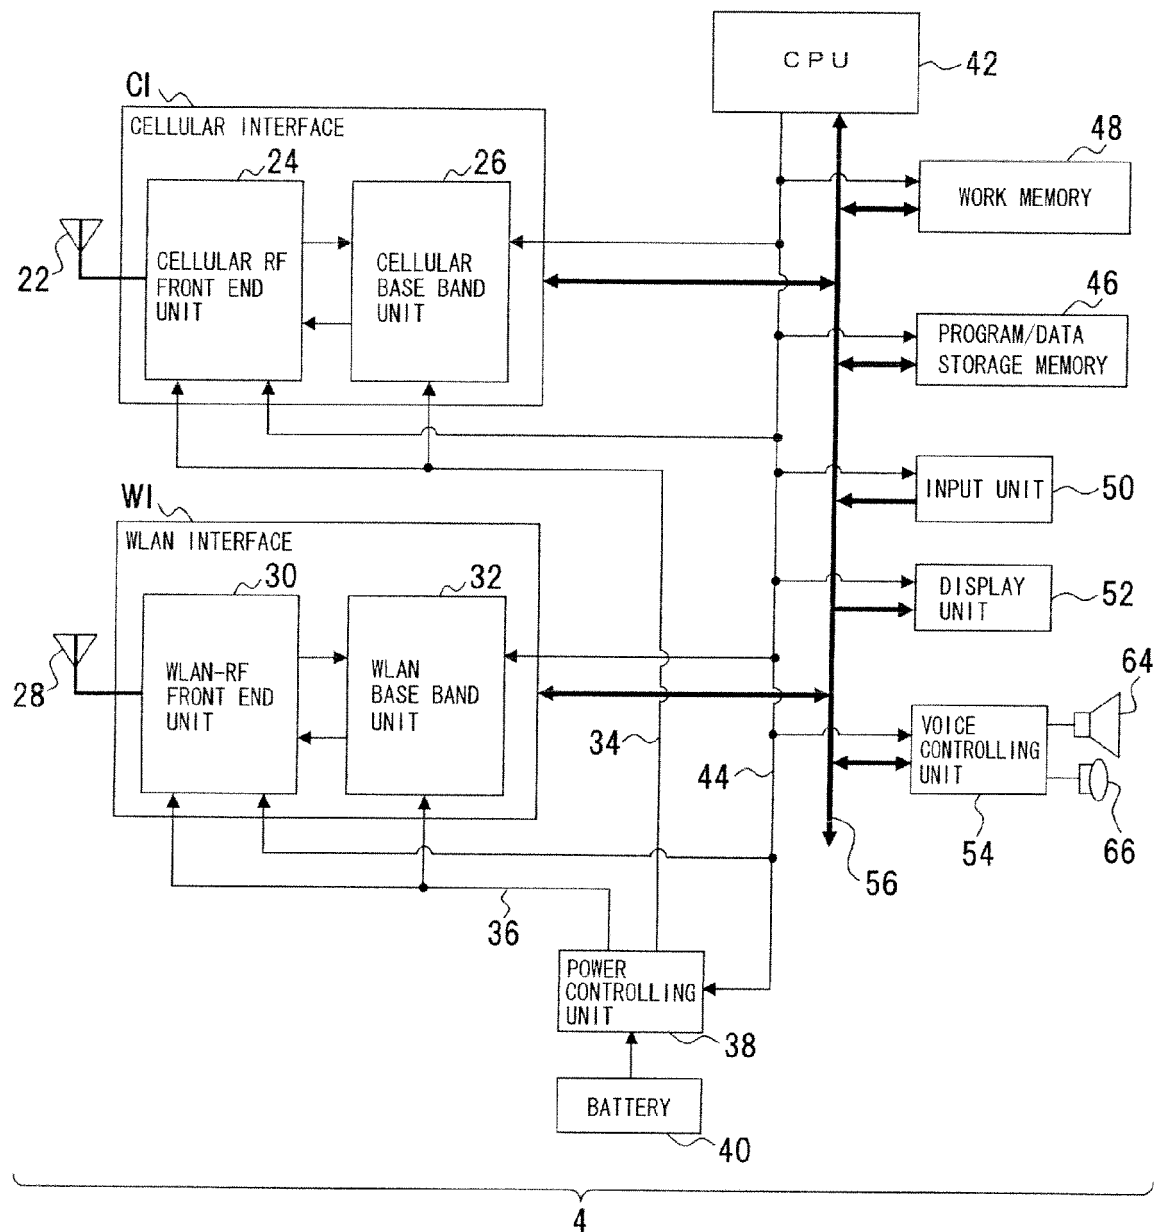 CPU
42
CI
CELLULAR INTERFACE
24
26
48
WORK MEMORY
22
CELLULAR RF
FRONT END
UNIT
CELLULAR
BASE BAND
UNIT
46
PROGRAM/DATA
STORAGE MEMORY
WI
WLAN INTERFACE
INPUT UNIT
50
30
32
DISPLAY
UNIT
52
28
WLAN-RF
FRONT END
UNIT
WLAN
BASE BAND
UNIT
64
34
44
VOICE
CONTROLLING
UNIT
54
66
56
36
POWER
CONTROLLING
UNIT
38
BATTERY
40
4